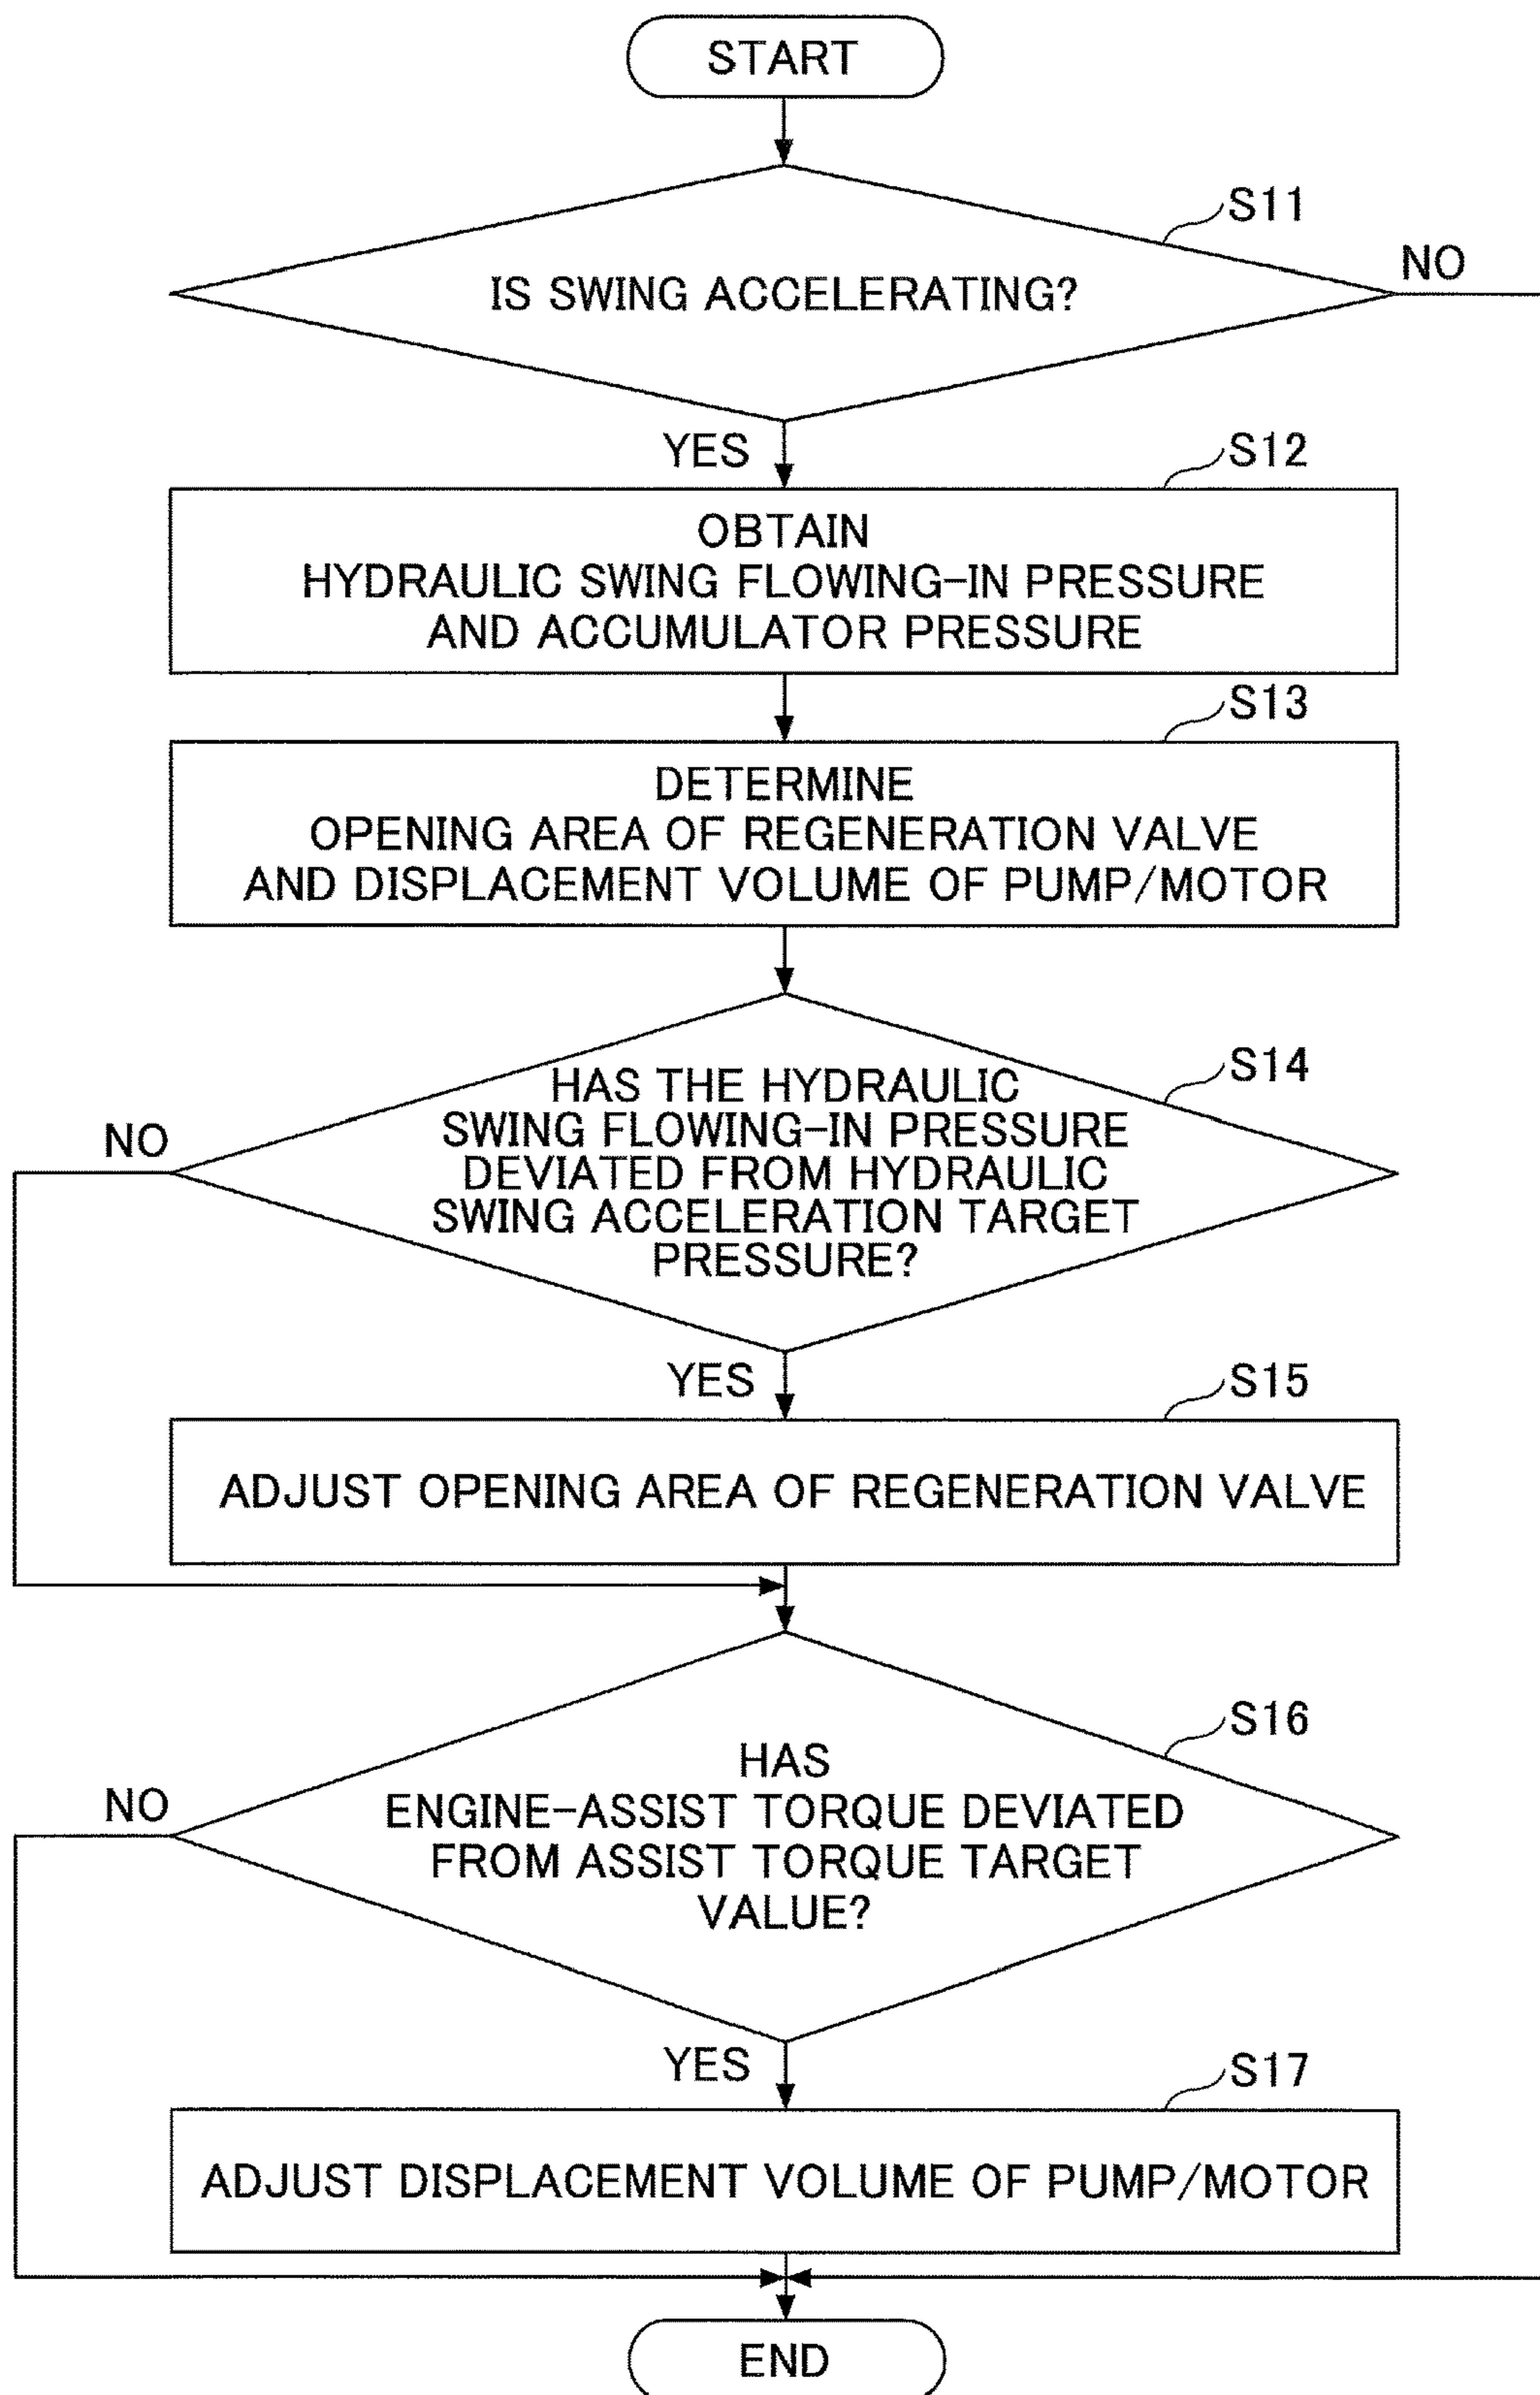 START
S11
NO
IS SWING ACCELERATING?
YES
S12
OBTAIN
HYDRAULIC SWING FLOWING-IN PRESSURE
AND ACCUMULATOR PRESSURE
S13
DETERMINE
OPENING AREA OF REGENERATION VALVE
AND DISPLACEMENT VOLUME OF PUMP/MOTOR
S14
NO
HAS THE HYDRAULIC
SWING FLOWING-IN PRESSURE
DEVIATED FROM HYDRAULIC
SWING ACCELERATION TARGET
PRESSURE?
YES
S15
ADJUST OPENING AREA OF REGENERATION VALVE
S16
NO
HAS
ENGINE-ASSIST TORQUE DEVIATED
FROM ASSIST TORQUE TARGET
VALUE?
YES
S17
ADJUST DISPLACEMENT VOLUME OF PUMP/MOTOR
END